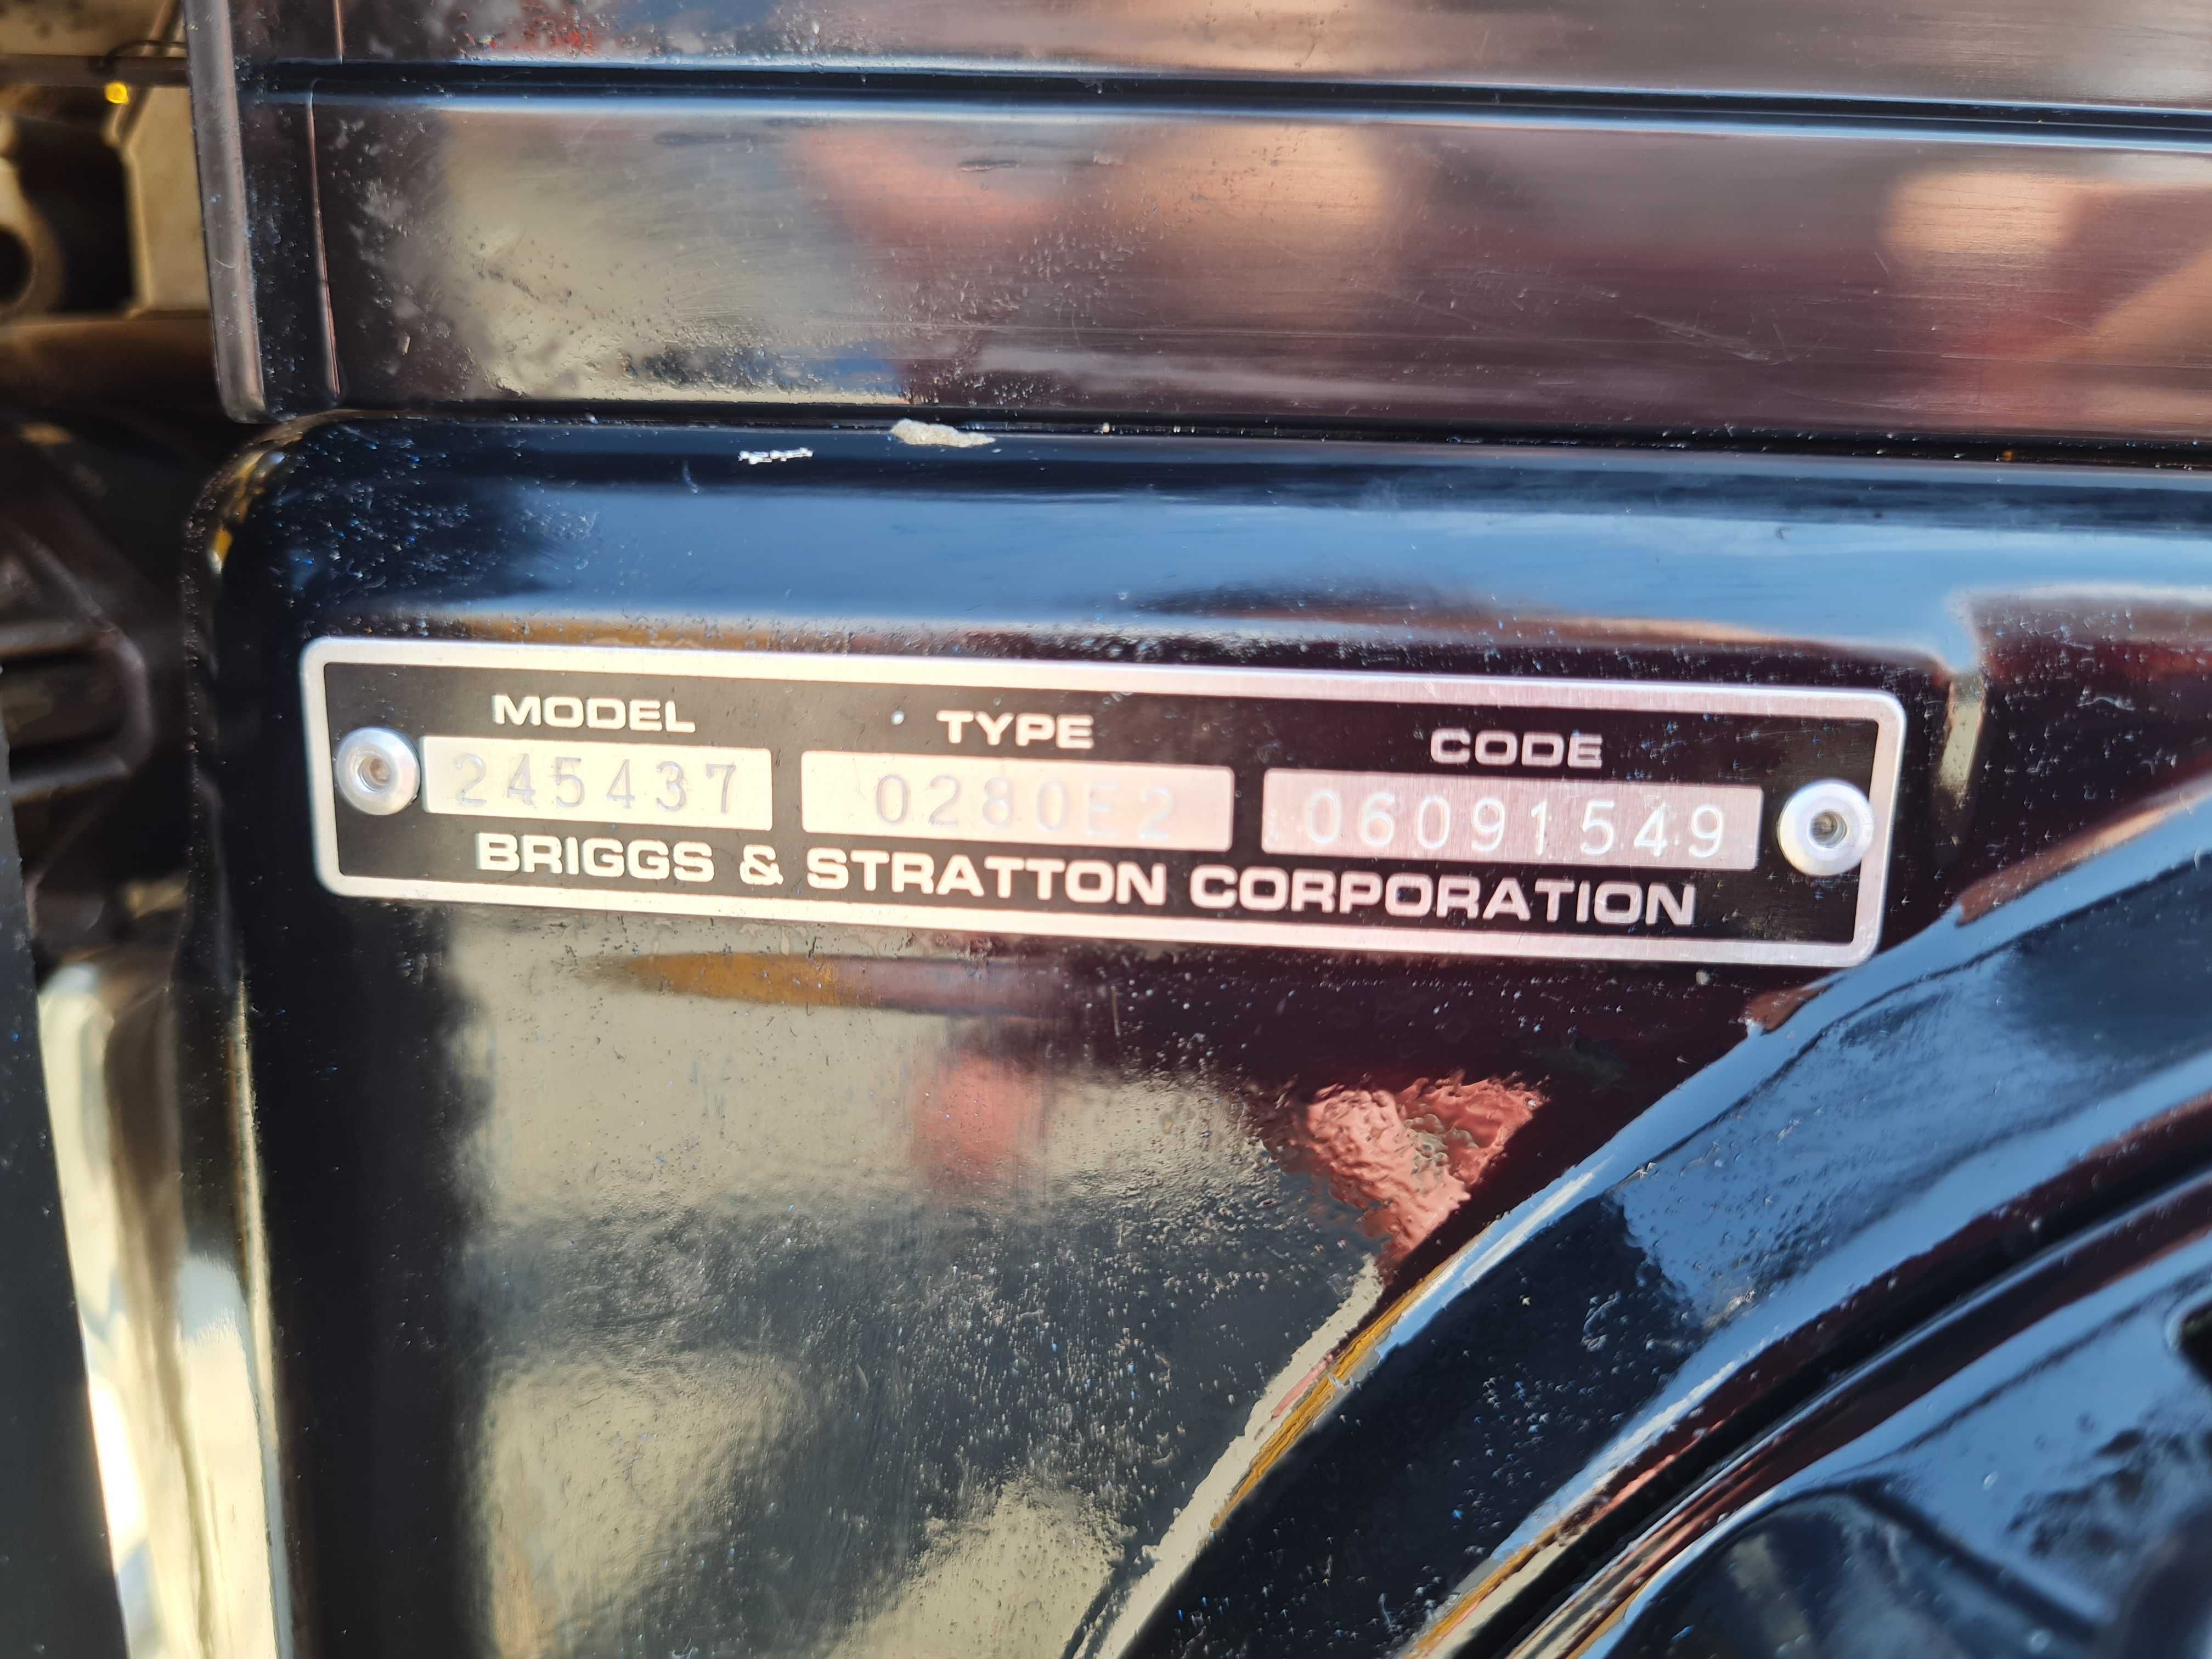 MODEL TYPE CODE
245437 0280E2 06091549
BRIGGS & STRATTON CORPORATION